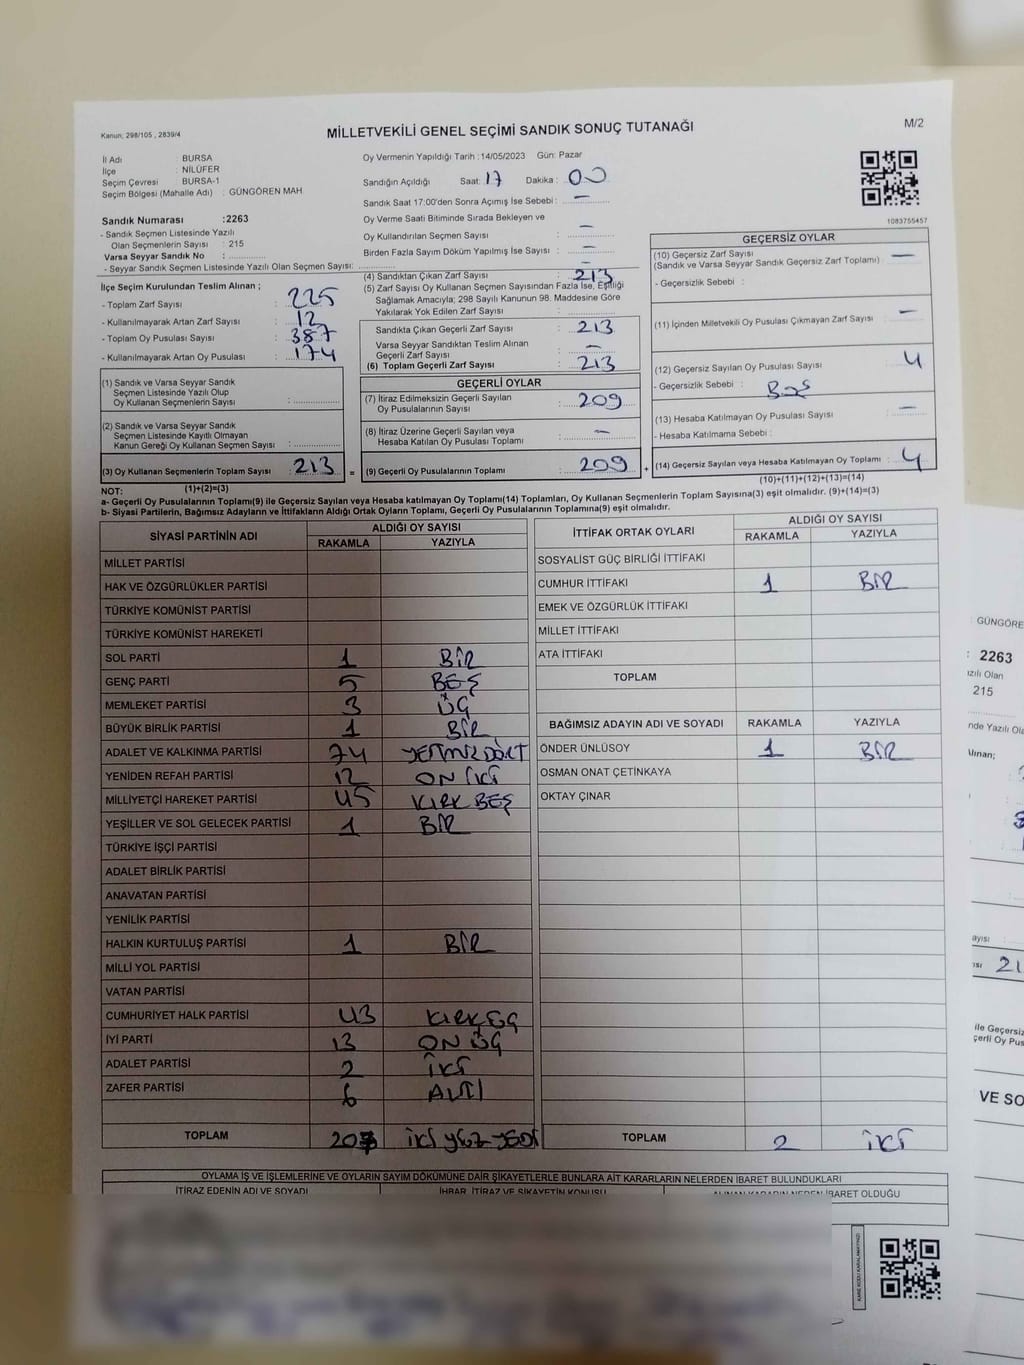 Kanun; 298/105 , 2839/4
MİLLETVEKİLİ GENEL SEÇİMİ SANDIK SONUÇ TUTANAĞI
M/2
İl Adı : BURSA
İlçe : NİLÜFER
Seçim Çevresi : BURSA-1
Seçim Bölgesi (Mahalle Adı) : GÜNGÖREN MAH.
Sandık Numarası :2263
- Sandık Seçmen Listesinde Yazılı
Olan Seçmenlerin Sayısı : 215
Varsa Seyyar Sandık No :
- Seyyar Sandık Seçmen Listesinde Yazılı Olan Seçmen Sayısı:
Oy Vermenin Yapıldığı Tarih :14/05/2023 Gün: Pazar
Sandığın Açıldığı Saat: 17 Dakika : 00
Sandık Saat 17:00'den Sonra Açımış İse Sebebi : —
Oy Verme Saati Bitiminde Sırada Bekleyen ve
Oy Kullandırılan Seçmen Sayısı : —
Birden Fazla Sayım Döküm Yapılmış İse Sayısı : —
1083755457
İlçe Seçim Kurulundan Teslim Alınan ;
- Toplam Zarf Sayısı : 225
- Kullanılmayarak Artan Zarf Sayısı : 12
- Toplam Oy Pusulası Sayısı : 387
- Kullanılmayarak Artan Oy Pusulası : 174
(1) Sandık ve Varsa Seyyar Sandık
Seçmen Listesinde Yazılı Olup
Oy Kullanan Seçmenlerin Sayısı :
(2) Sandık ve Varsa Seyyar Sandık
Seçmen Listesinde Kayıtlı Olmayan
Kanun Gereği Oy Kullanan Seçmen Sayısı :
(3) Oy Kullanan Seçmenlerin Toplam Sayısı : 213 =
(1)+(2)=(3)
(4) Sandıktan Çıkan Zarf Sayısı : 213
(5) Zarf Sayısı Oy Kullanan Seçmen Sayısından Fazla İse, Eşitliği
Sağlamak Amacıyla; 298 Sayılı Kanunun 98. Maddesine Göre
Yakılarak Yok Edilen Zarf Sayısı :
Sandıkta Çıkan Geçerli Zarf Sayısı : 213
Varsa Seyyar Sandıktan Teslim Alınan
Geçerli Zarf Sayısı : —
(6) Toplam Geçerli Zarf Sayısı : 213
GEÇERLİ OYLAR
(7) İtiraz Edilmeksizin Geçerli Sayılan
Oy Pusulalarının Sayısı : 209
(8) İtiraz Üzerine Geçerli Sayılan veya
Hesaba Katılan Oy Pusulası Toplamı : —
(9) Geçerli Oy Pusulalarının Toplamı : 209 +
GEÇERSİZ OYLAR
(10) Geçersiz Zarf Sayısı : —
(Sandık ve Varsa Seyyar Sandık Geçersiz Zarf Toplamı)
- Geçersizlik Sebebi :
(11) İçinden Milletvekili Oy Pusulası Çıkmayan Zarf Sayısı : —
(12) Geçersiz Sayılan Oy Pusulası Sayısı : 4
- Geçersizlik Sebebi : Boş
(13) Hesaba Katılmayan Oy Pusulası Sayısı : —
- Hesaba Katılmama Sebebi :
(14) Geçersiz Sayılan veya Hesaba Katılmayan Oy Toplamı : 4
(10)+(11)+(12)+(13)=(14)
NOT:
a- Geçerli Oy Pusulalarının Toplamı(9) ile Geçersiz Sayılan veya Hesaba katılmayan Oy Toplamı(14) Toplamları, Oy Kullanan Seçmenlerin Toplam Sayısına(3) eşit olmalıdır. (9)+(14)=(3)
b- Siyasi Partilerin, Bağımsız Adayların ve İttifakların Aldığı Ortak Oyların Toplamı, Geçerli Oy Pusulalarının Toplamına(9) eşit olmalıdır.
SİYASİ PARTİNİN ADI ALDIĞI OY SAYISI
RAKAMLA YAZIYLA
MİLLET PARTİSİ
HAK VE ÖZGÜRLÜKLER PARTİSİ
TÜRKİYE KOMÜNİST PARTİSİ
TÜRKİYE KOMÜNİST HAREKETİ
SOL PARTİ 1 BİR
GENÇ PARTİ 5 BEŞ
MEMLEKET PARTİSİ 3 ÜÇ
BÜYÜK BİRLİK PARTİSİ 1 BİR
ADALET VE KALKINMA PARTİSİ 74 YETMİŞDÖRT
YENİDEN REFAH PARTİSİ 12 ON İKİ
MİLLİYETÇİ HAREKET PARTİSİ 45 KIRK BEŞ
YEŞİLLER VE SOL GELECEK PARTİSİ 1 BİR
TÜRKİYE İŞÇİ PARTİSİ
ADALET BİRLİK PARTİSİ
ANAVATAN PARTİSİ
YENİLİK PARTİSİ
HALKIN KURTULUŞ PARTİSİ 1 BİR
MİLLİ YOL PARTİSİ
VATAN PARTİSİ
CUMHURİYET HALK PARTİSİ 43 KIRKÜÇ
İYİ PARTİ 13 ON ÜÇ
ADALET PARTİSİ 2 İKİ
ZAFER PARTİSİ 6 ALTI
TOPLAM 207 İKİ YÜZ YEDİ
İTTİFAK ORTAK OYLARI ALDIĞI OY SAYISI
RAKAMLA YAZIYLA
SOSYALİST GÜÇ BİRLİĞİ İTTİFAKI
CUMHUR İTTİFAKI 1 BİR
EMEK VE ÖZGÜRLÜK İTTİFAKI
MİLLET İTTİFAKI
ATA İTTİFAKI
TOPLAM
BAĞIMSIZ ADAYIN ADI VE SOYADI RAKAMLA YAZIYLA
ÖNDER ÜNLÜSOY 1 BİR
OSMAN ONAT ÇETİNKAYA
OKTAY ÇINAR
TOPLAM 2 İKİ
OYLAMA İŞ VE İŞLEMLERİNE VE OYLARIN SAYIM DÖKÜMÜNE DAİR ŞİKAYETLERLE BUNLARA AİT KARARLARIN NELERDEN İBARET BULUNDUKLARI
İTİRAZ EDENİN ADI VE SOYADI İHBAR, İTİRAZ VE ŞİKAYETİN KONUSU ALINAN KARARIN NEDEN İBARET OLDUĞU
KARE KODU KARALAMAYINIZ!
: GÜNGÖRE
: 2263
ızılı Olan
215
nde Yazılı Ola
lınan;
ayısı
ısı 21
ile Geçersiz
çerli Oy Pus
VE SO